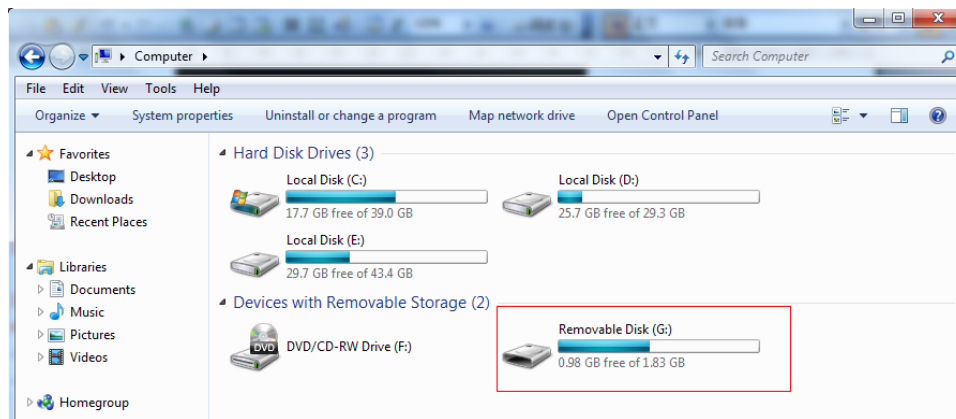 Computer
Search Computer
File Edit View Tools Help
Organize System properties Uninstall or change a program Map network drive Open Control Panel
Favorites
Desktop
Downloads
Recent Places
Libraries
Documents
Music
Pictures
Videos
Homegroup
Hard Disk Drives (3)
Local Disk (C:)
17.7 GB free of 39.0 GB
Local Disk (D:)
25.7 GB free of 29.3 GB
Local Disk (E:)
29.7 GB free of 43.4 GB
Devices with Removable Storage (2)
DVD
DVD/CD-RW Drive (F:)
Removable Disk (G:)
0.98 GB free of 1.83 GB